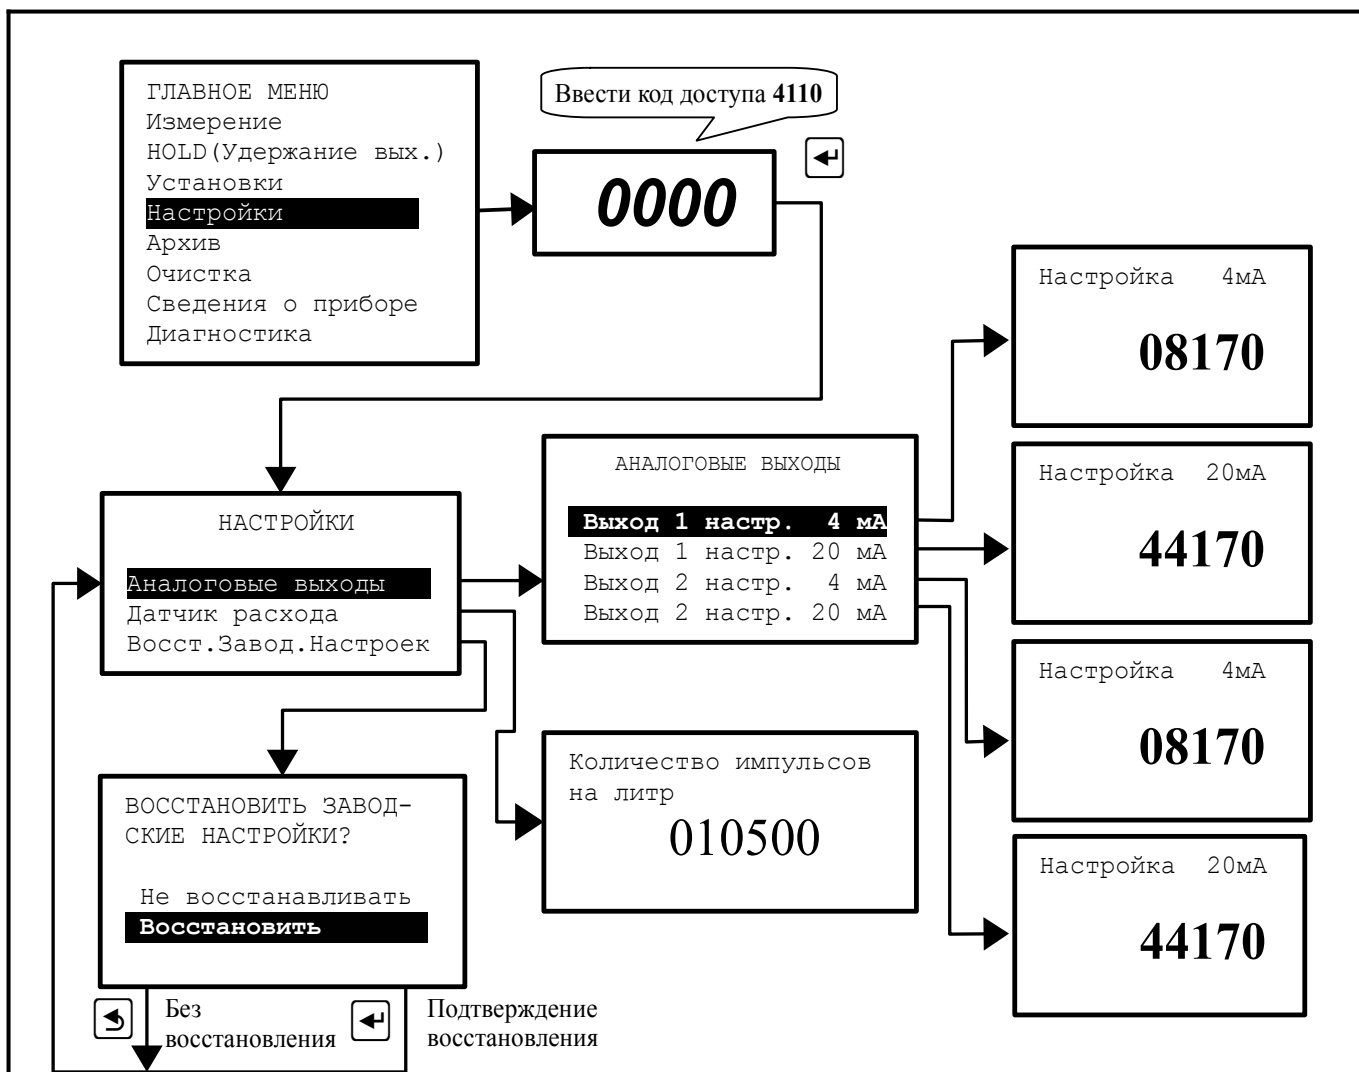 ГЛАВНОЕ МЕНЮ
Измерение
HOLD(Удержание вых.)
Установки
Настройки
Архив
Очистка
Сведения о приборе
Диагностика
Ввести код доступа 4110
0000
НАСТРОЙКИ
Аналоговые выходы
Датчик расхода
Восст.Завод.Настроек
АНАЛОГОВЫЕ ВЫХОДЫ
Выход 1 настр. 4 мА
Выход 1 настр. 20 мА
Выход 2 настр. 4 мА
Выход 2 настр. 20 мА
Настройка 4мА
08170
Настройка 20мА
44170
Настройка 4мА
08170
Настройка 20мА
44170
Количество импульсов
на литр
010500
ВОССТАНОВИТЬ ЗАВОД-
СКИЕ НАСТРОЙКИ?
Не восстанавливать
Восстановить
Без
восстановления
Подтверждение
восстановления